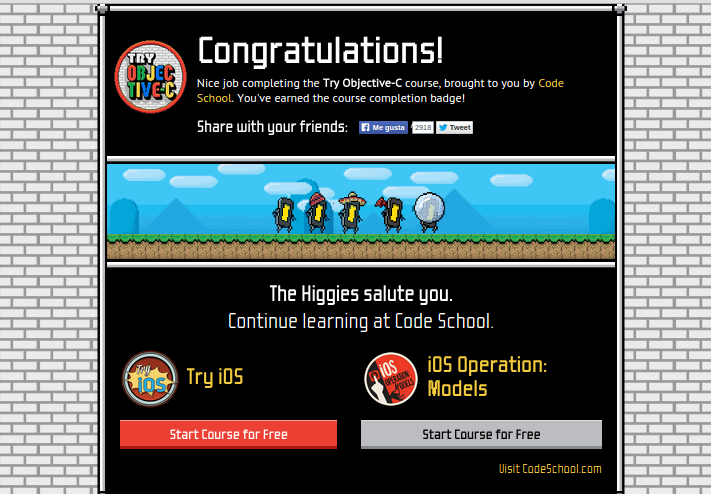 Congratulations!
TRY
OBJEC
TIVE-C
Nice job completing the Try Objective-C course, brought to you by Code
School. You've earned the course completion badge!
Share with your friends:
Me gusta
2918
Tweet
The Higgies salute you.
Continue learning at Code School.
Try
iOS
Try iOS
iOS
OPERATION
MODELS
iOS Operation:
Models
Start Course for Free
Start Course for Free
Visit CodeSchool.com